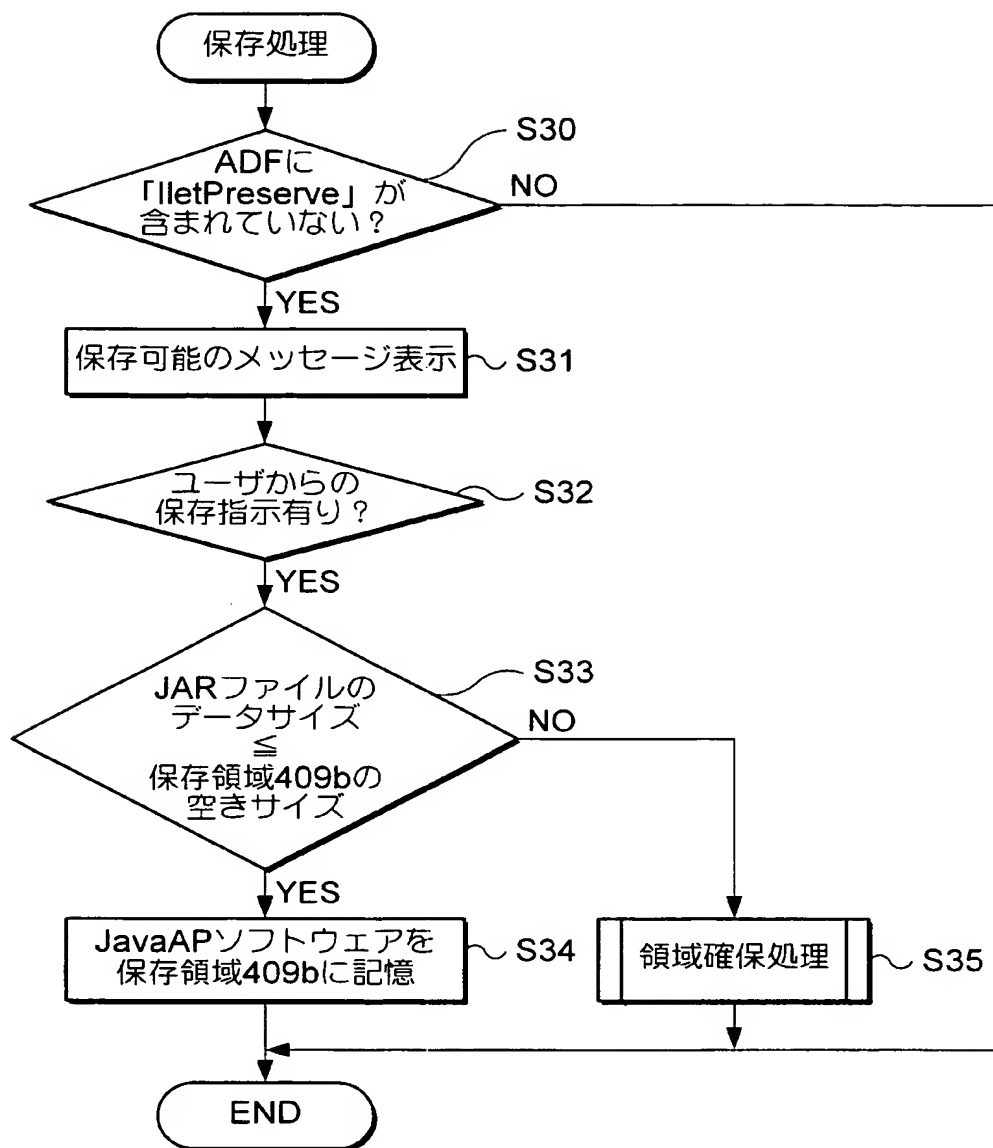 保存処理
S30
ADFに
「IletPreserve」が
含まれていない？
NO
YES
保存可能のメッセージ表示
S31
ユーザからの
保存指示有り？
S32
YES
S33
JARファイルの
データサイズ
≦
保存領域409bの
空きサイズ
NO
YES
JavaAPソフトウェアを
保存領域409bに記憶
S34
領域確保処理
S35
END